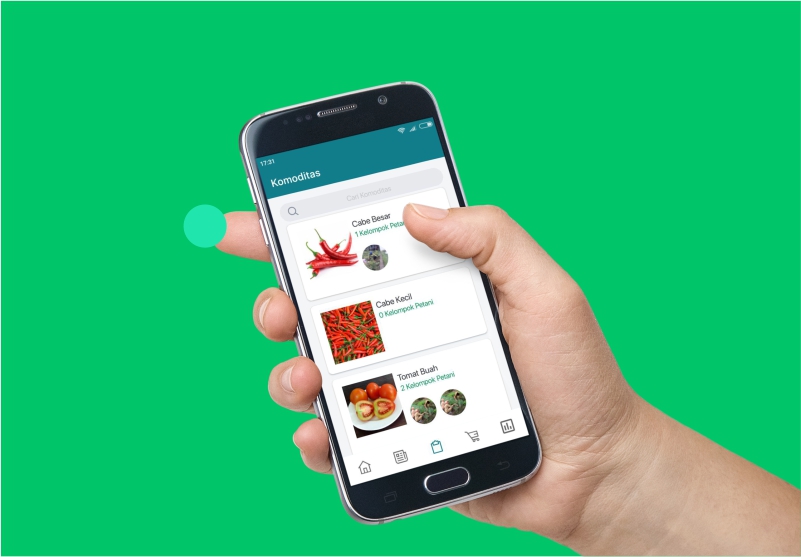 17:31
Komoditas
Cari Komoditas
Cabe Besar
1 Kelompok Petani
Cabe Kecil
0 Kelompok Petani
Tomat Buah
2 Kelompok Petani